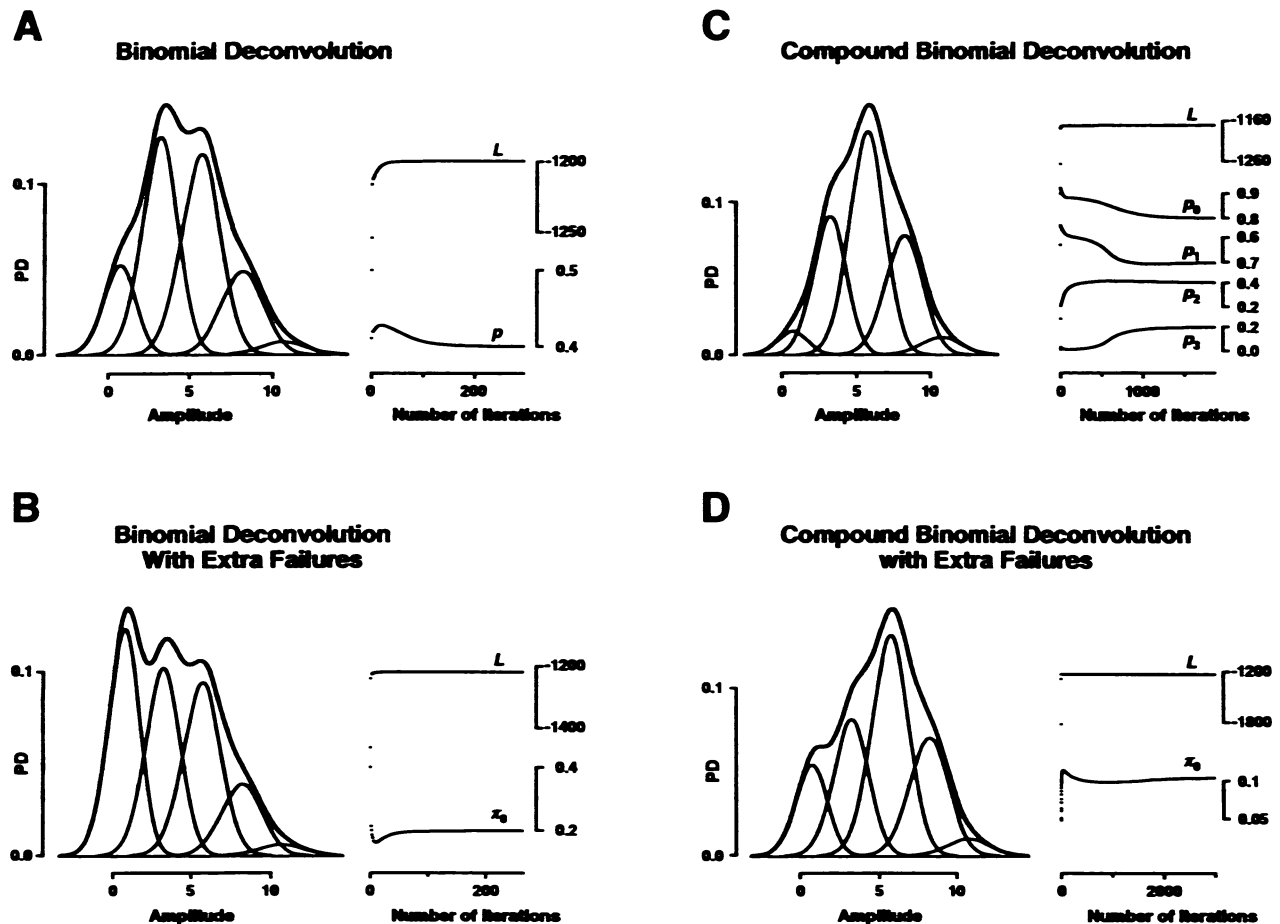 A
Binomial Deconvolution
PD
0.1
0.0
0 5 10
Amplitude
L
-1200
-1250
0.5
p
0.4
0 200
Number of Iterations
B
Binomial Deconvolution
With Extra Failures
PD
0.1
0.0
0 5 10
Amplitude
L
-1200
-1400
0.4
π₀
0.2
0 200
Number of Iterations
C
Compound Binomial Deconvolution
PD
0.1
0.0
0 5 10
Amplitude
L
-1160
-1260
p₀
0.9
0.8
p₁
0.6
0.7
p₂
0.4
0.2
p₃
0.2
0.0
0 1000
Number of Iterations
D
Compound Binomial Deconvolution
with Extra Failures
PD
0.1
0.0
0 5 10
Amplitude
L
-1200
-1800
π₀
0.1
0.05
0 2000
Number of Iterations